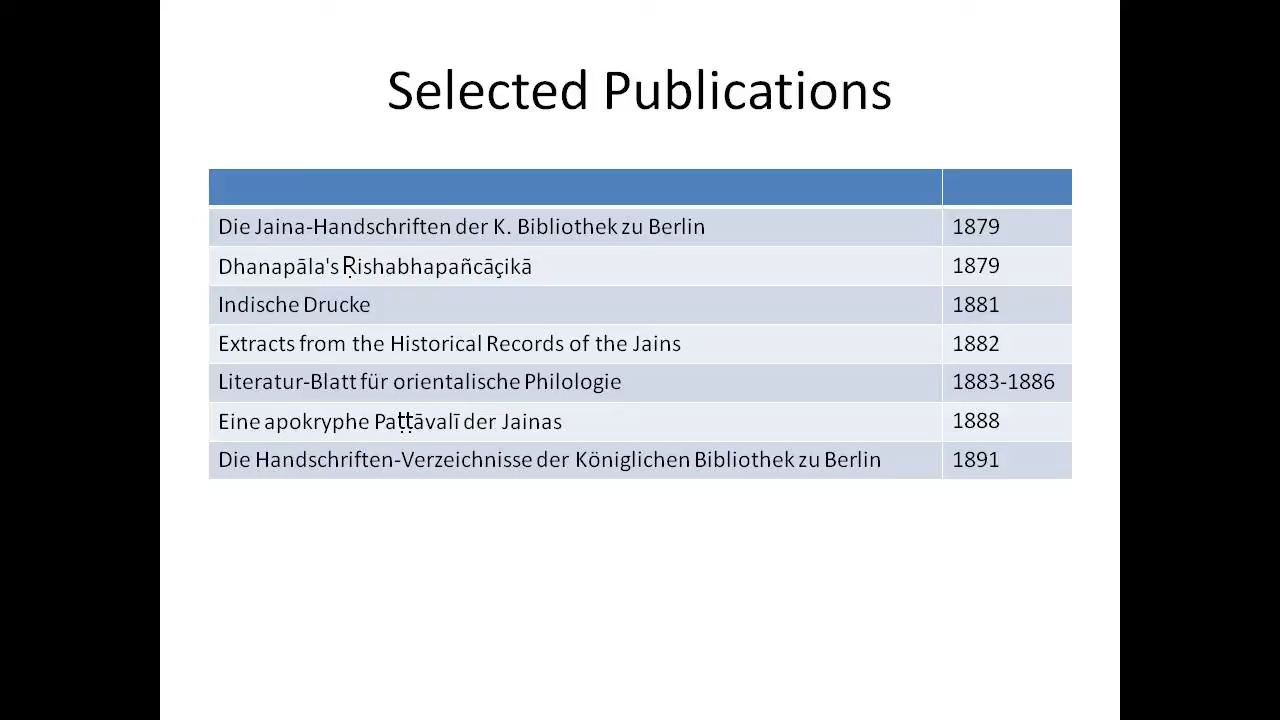 Selected Publications
Die Jaina-Handschriften der K. Bibliothek zu Berlin 1879
Dhanapāla's Ṛishabhapañcāçikā 1879
Indische Drucke 1881
Extracts from the Historical Records of the Jains 1882
Literatur-Blatt für orientalische Philologie 1883-1886
Eine apokryphe Paṭṭāvalī der Jainas 1888
Die Handschriften-Verzeichnisse der Königlichen Bibliothek zu Berlin 1891